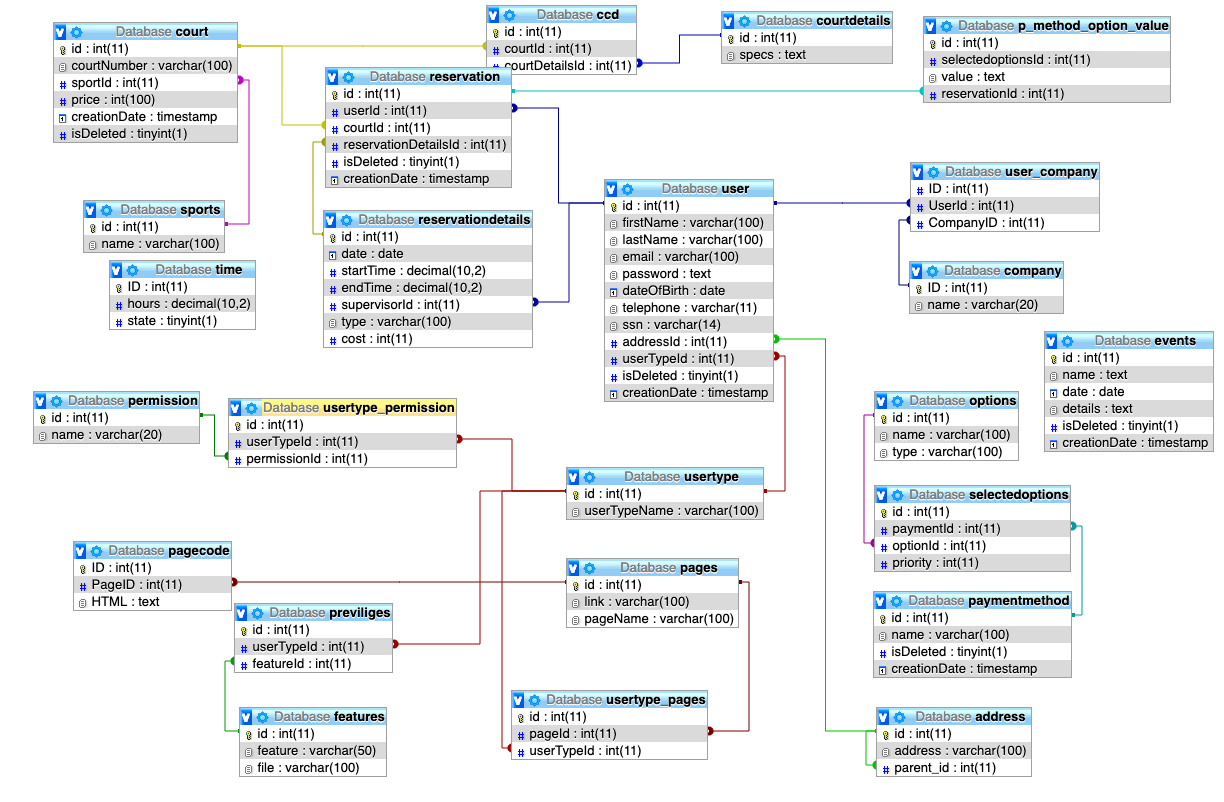 Database court
id : int(11)
courtNumber : varchar(100)
sportId : int(11)
price : int(100)
creationDate : timestamp
isDeleted : tinyint(1)
Database ccd
id : int(11)
courtId : int(11)
courtDetailsId : int(11)
Database courtdetails
id : int(11)
specs : text
Database p_method_option_value
id : int(11)
selectedoptionsId : int(11)
value : text
reservationId : int(11)
Database reservation
id : int(11)
userId : int(11)
courtId : int(11)
reservationDetailsId : int(11)
isDeleted : tinyint(1)
creationDate : timestamp
Database sports
id : int(11)
name : varchar(100)
Database time
ID : int(11)
hours : decimal(10,2)
state : tinyint(1)
Database reservationdetails
id : int(11)
date : date
startTime : decimal(10,2)
endTime : decimal(10,2)
supervisorId : int(11)
type : varchar(100)
cost : int(11)
Database user
id : int(11)
firstName : varchar(100)
lastName : varchar(100)
email : varchar(100)
password : text
dateOfBirth : date
telephone : varchar(11)
ssn : varchar(14)
addressId : int(11)
userTypeId : int(11)
isDeleted : tinyint(1)
creationDate : timestamp
Database user_company
ID : int(11)
UserId : int(11)
CompanyID : int(11)
Database company
ID : int(11)
name : varchar(20)
Database events
id : int(11)
name : text
date : date
details : text
isDeleted : tinyint(1)
creationDate : timestamp
Database permission
id : int(11)
name : varchar(20)
Database usertype_permission
id : int(11)
userTypeId : int(11)
permissionId : int(11)
Database options
id : int(11)
name : varchar(100)
type : varchar(100)
Database usertype
id : int(11)
userTypeName : varchar(100)
Database selectedoptions
id : int(11)
paymentId : int(11)
optionId : int(11)
priority : int(11)
Database pagecode
ID : int(11)
PageID : int(11)
HTML : text
Database pages
id : int(11)
link : varchar(100)
pageName : varchar(100)
Database paymentmethod
id : int(11)
name : varchar(100)
isDeleted : tinyint(1)
creationDate : timestamp
Database previliges
id : int(11)
userTypeId : int(11)
featureId : int(11)
Database usertype_pages
id : int(11)
pageId : int(11)
userTypeId : int(11)
Database features
id : int(11)
feature : varchar(50)
file : varchar(100)
Database address
id : int(11)
address : varchar(100)
parent_id : int(11)